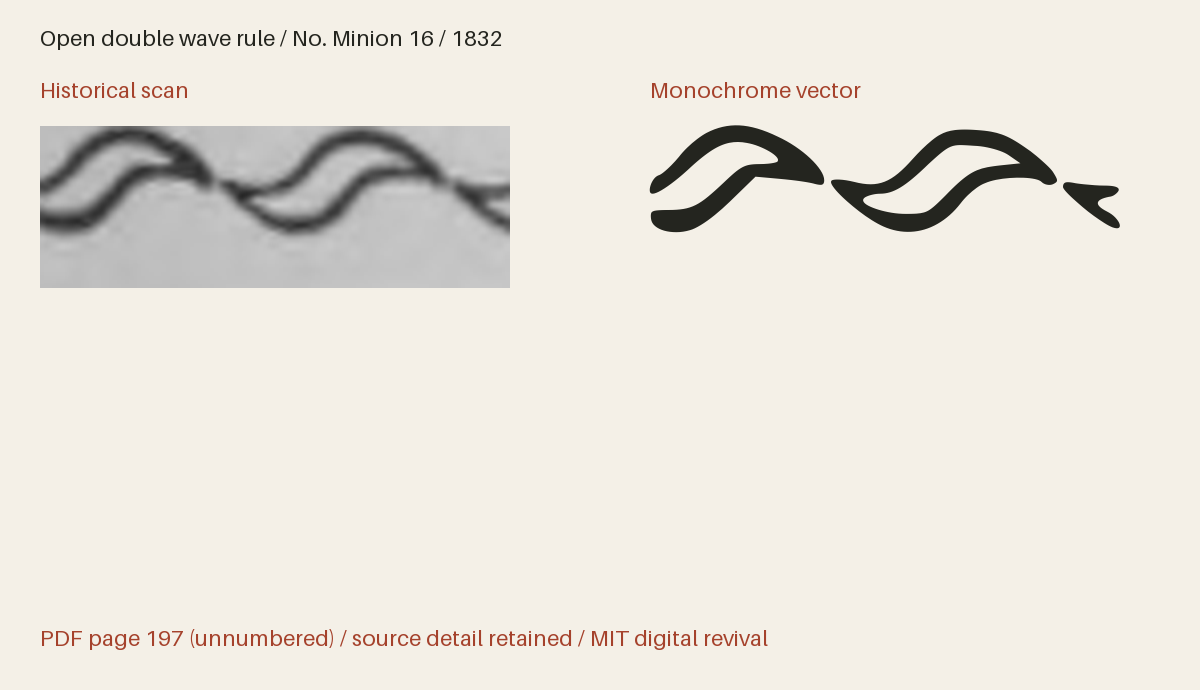 Open double wave rule / No. Minion 16 / 1832
Historical scan
Monochrome vector
PDF page 197 (unnumbered) / source detail retained / MIT digital revival